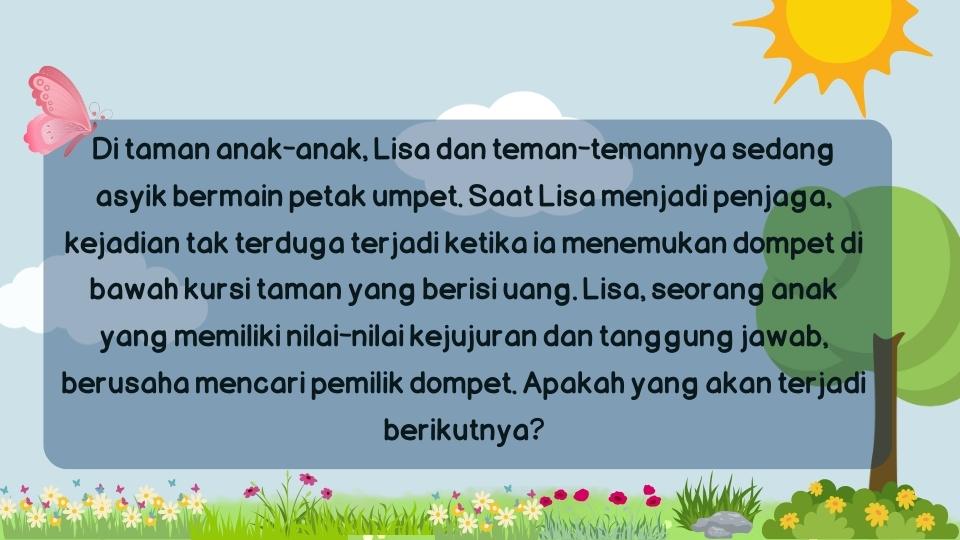 Di taman anak-anak, Lisa dan teman-temannya sedang
asyik bermain petak umpet. Saat Lisa menjadi penjaga,
kejadian tak terduga terjadi ketika ia menemukan dompet di
bawah kursi taman yang berisi uang. Lisa, seorang anak
yang memiliki nilai-nilai kejujuran dan tanggung jawab,
berusaha mencari pemilik dompet. Apakah yang akan terjadi
berikutnya?